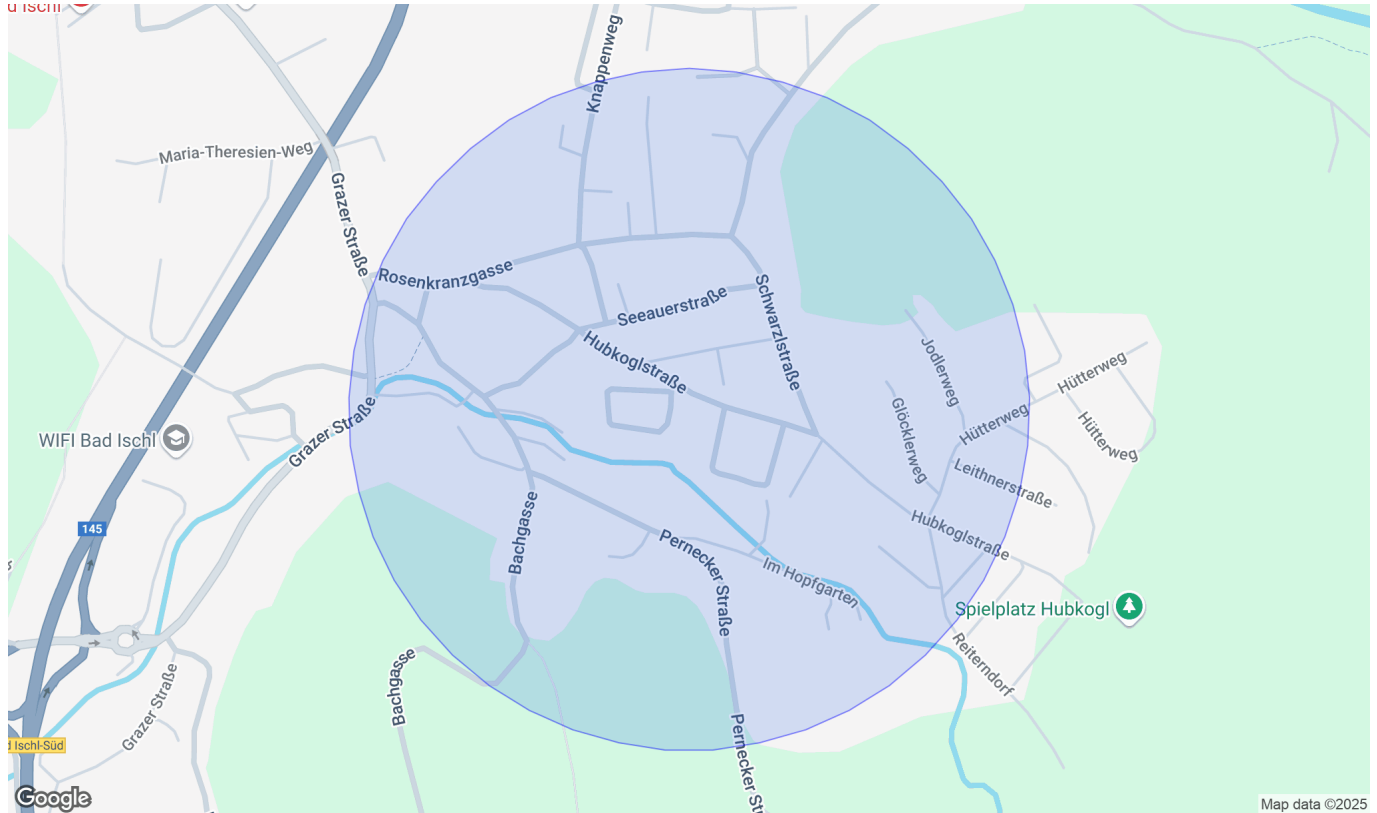 d Ischl
Knappenweg
Maria-Theresien-Weg
Grazer Straße
Rosenkranzgasse
Seeauerstraße
Schwarzlstraße
Hubkoglstraße
Jodlerweg
Hütterweg
Glöcklerweg
Hütterweg
Hütterweg
WIFI Bad Ischl
Grazer Straße
Leithnerstraße
145
Bachgasse
Hubkoglstraße
Pernecker Straße
Im Hopfgarten
Spielplatz Hubkogl
Reiterndorf
Bachgasse
Grazer Straße
d Ischl-Süd
Pernecker St
Google
Map data ©2025